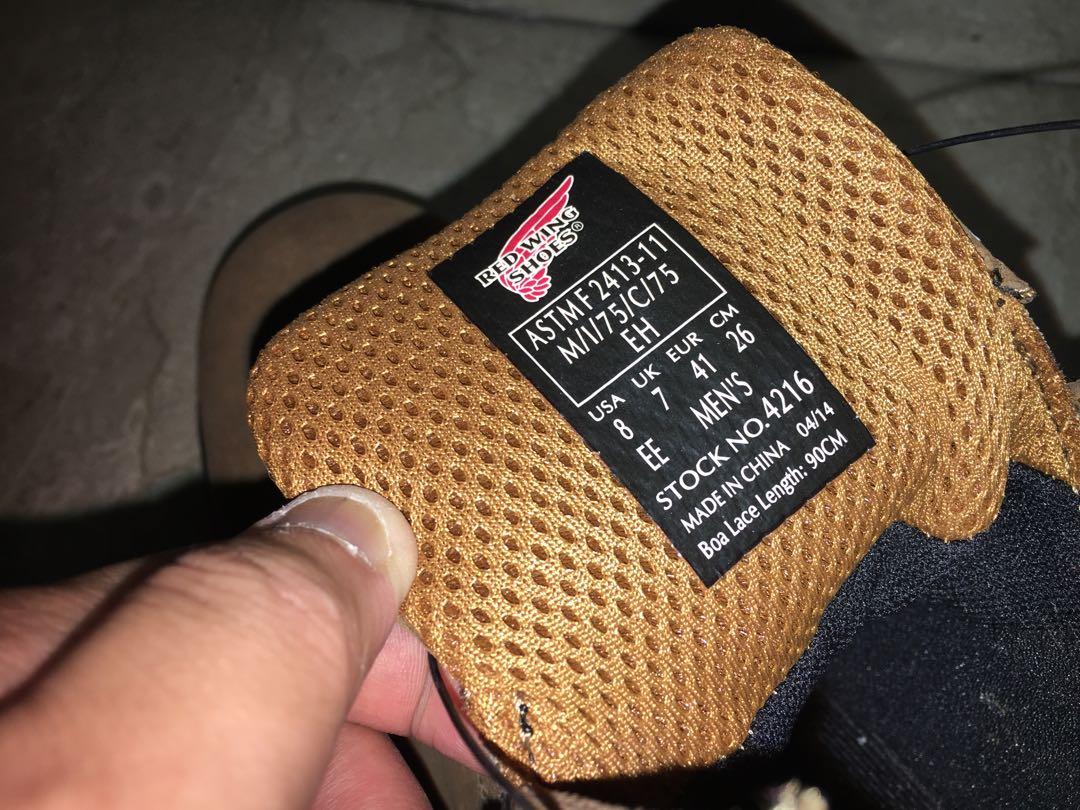 RED WING
SHOES®
ASTM F 2413-11
M/I/75/C/75
EH
USA UK EUR CM
8 7 41 26
EE MEN'S
STOCK NO.4216
MADE IN CHINA 04/14
Boa Lace Length: 90CM